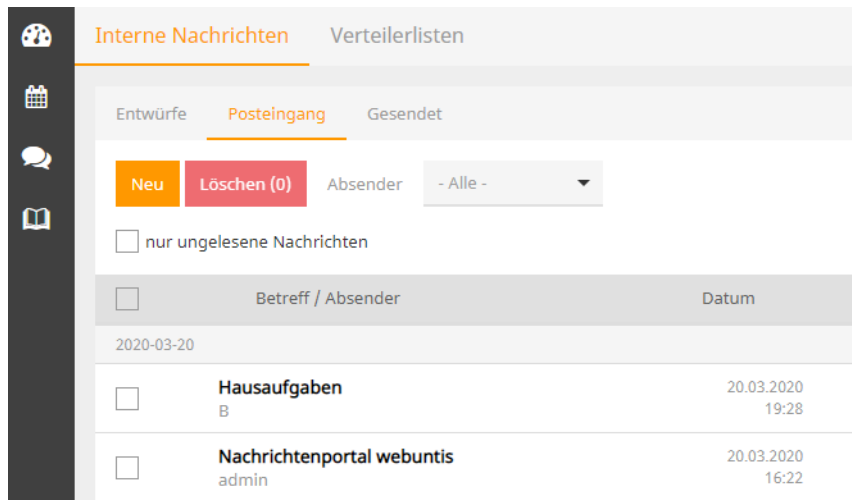 Interne Nachrichten Verteilerlisten
Entwürfe Posteingang Gesendet
Neu Löschen (0) Absender - Alle -
nur ungelesene Nachrichten
Betreff / Absender Datum
2020-03-20
Hausaufgaben 20.03.2020
B 19:28
Nachrichtenportal webuntis 20.03.2020
admin 16:22